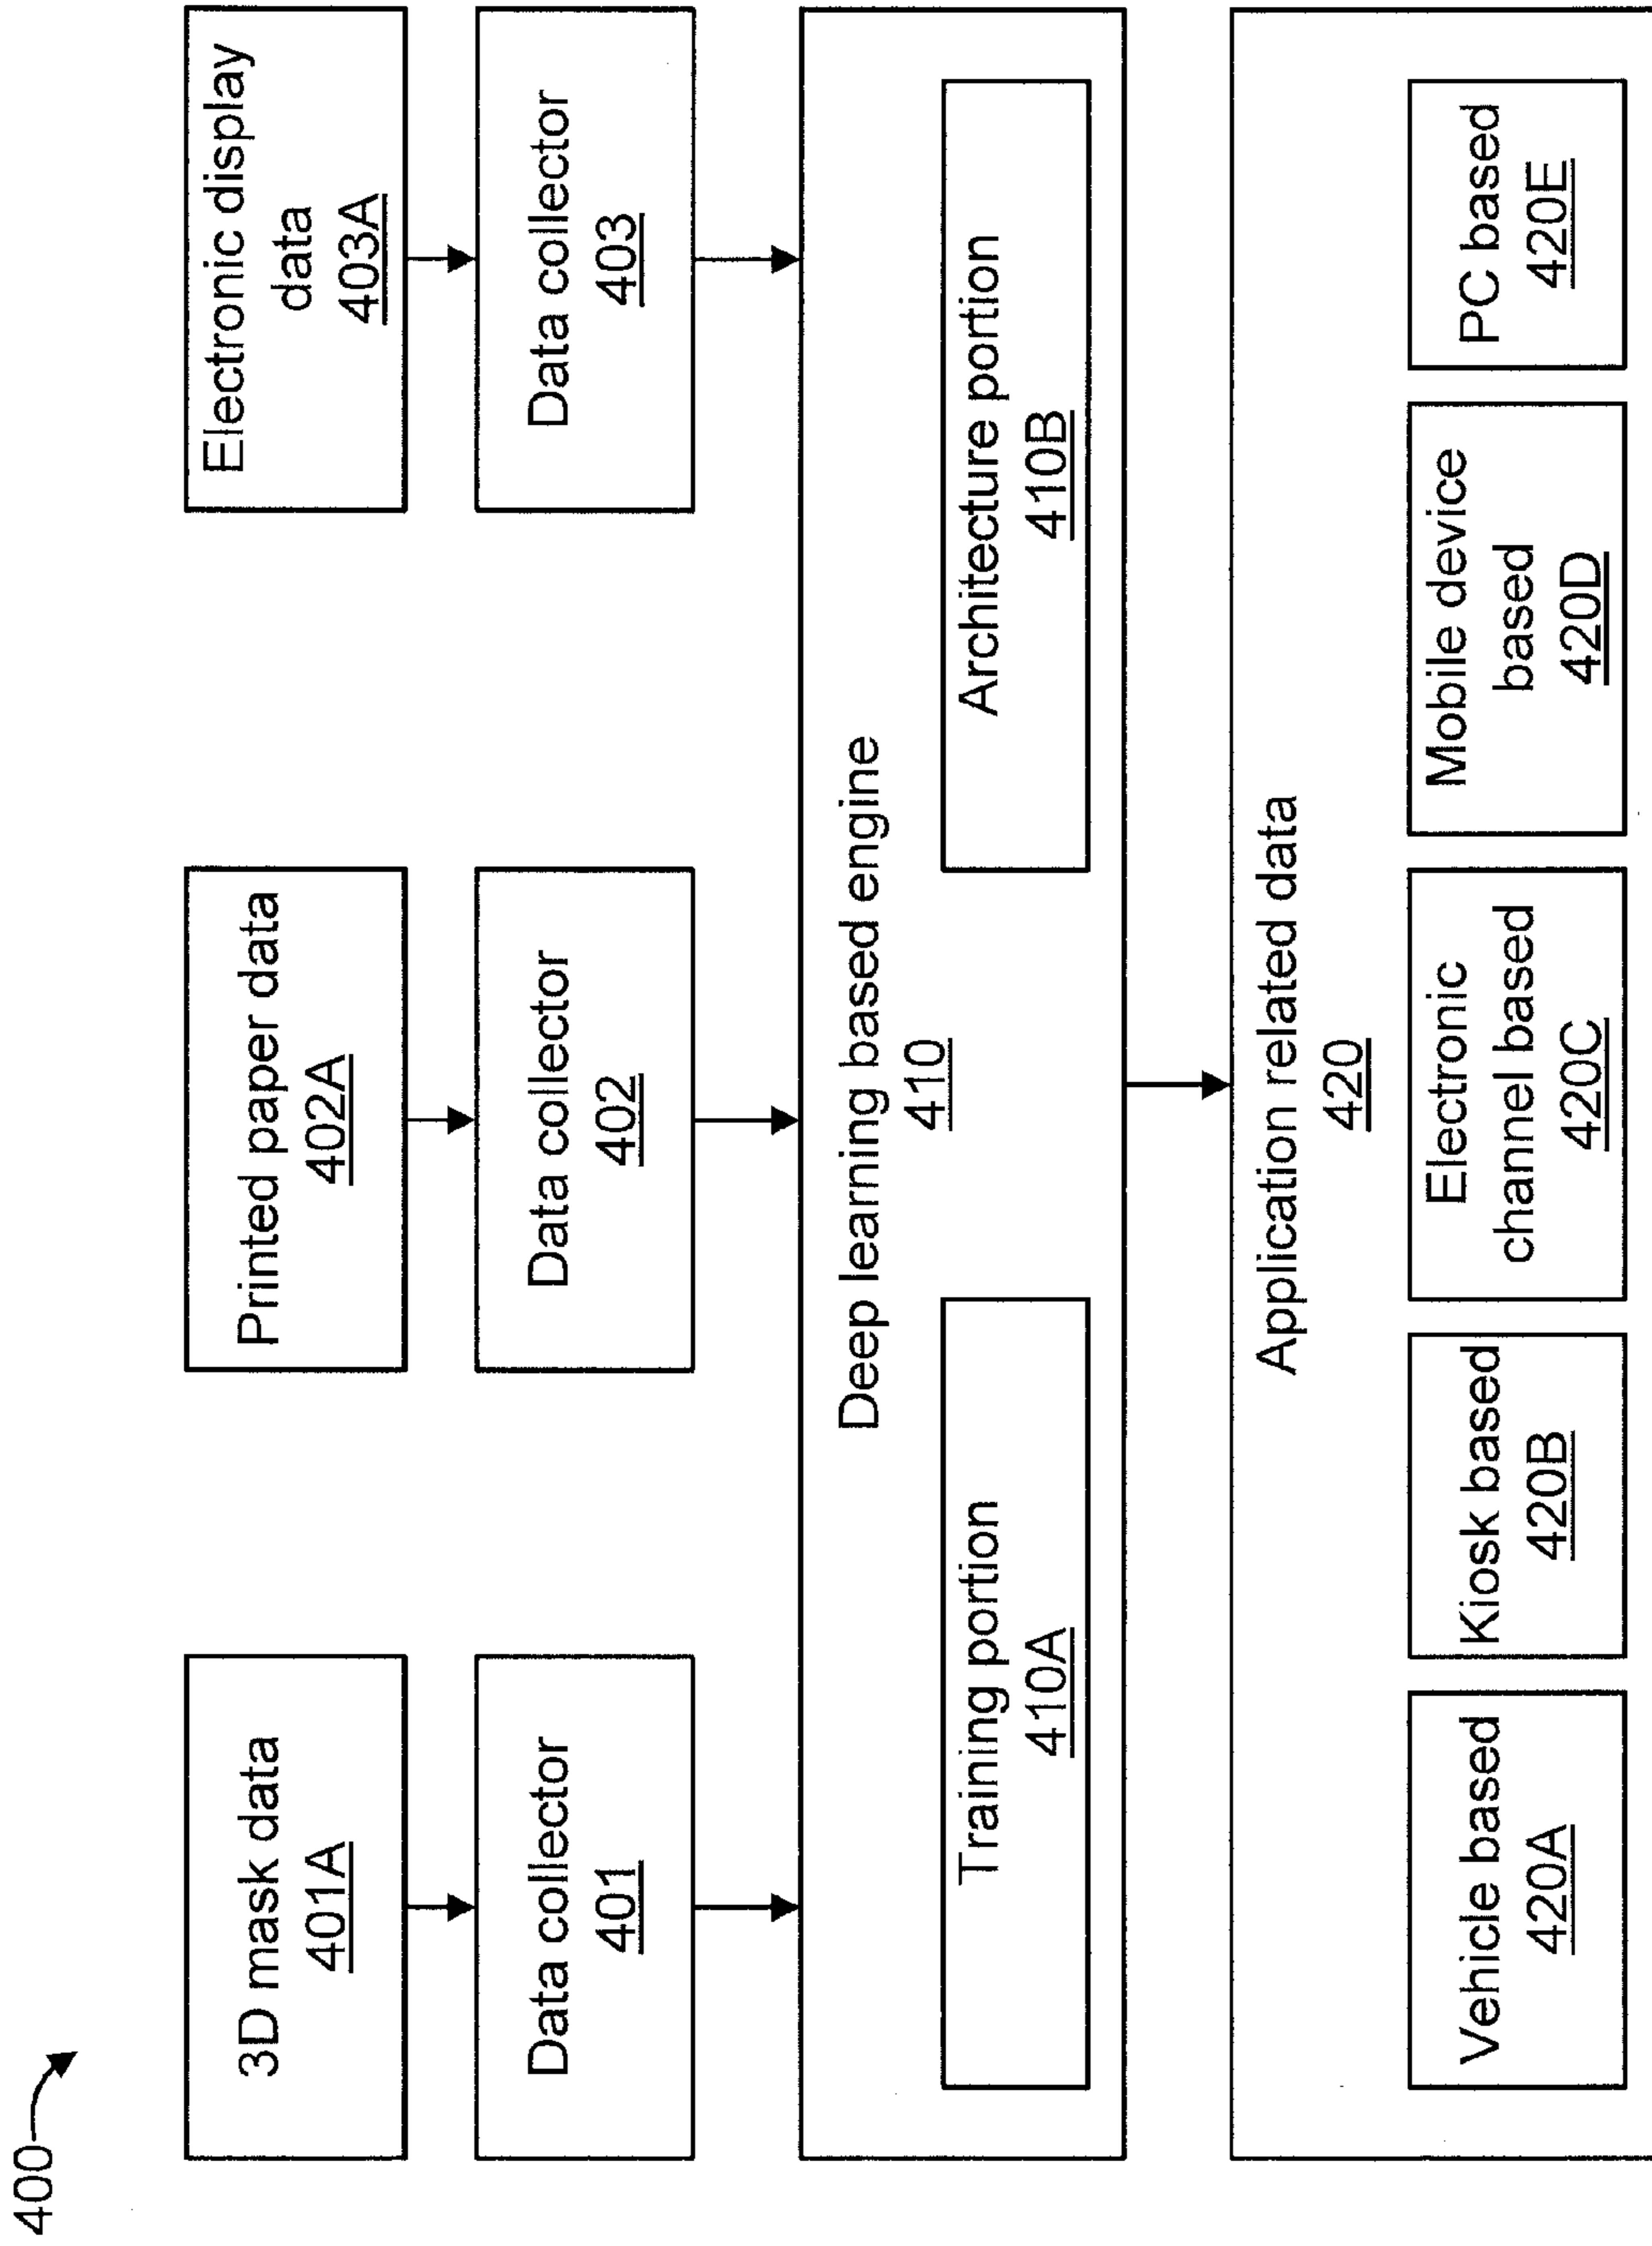 400
3D mask data
401A
Printed paper data
402A
Electronic display
data
403A
Data collector
401
Data collector
402
Data collector
403
Deep learning based engine
410
Training portion
410A
Architecture portion
410B
Application related data
420
Vehicle based
420A
Kiosk based
420B
Electronic
channel based
420C
Mobile device
based
420D
PC based
420E